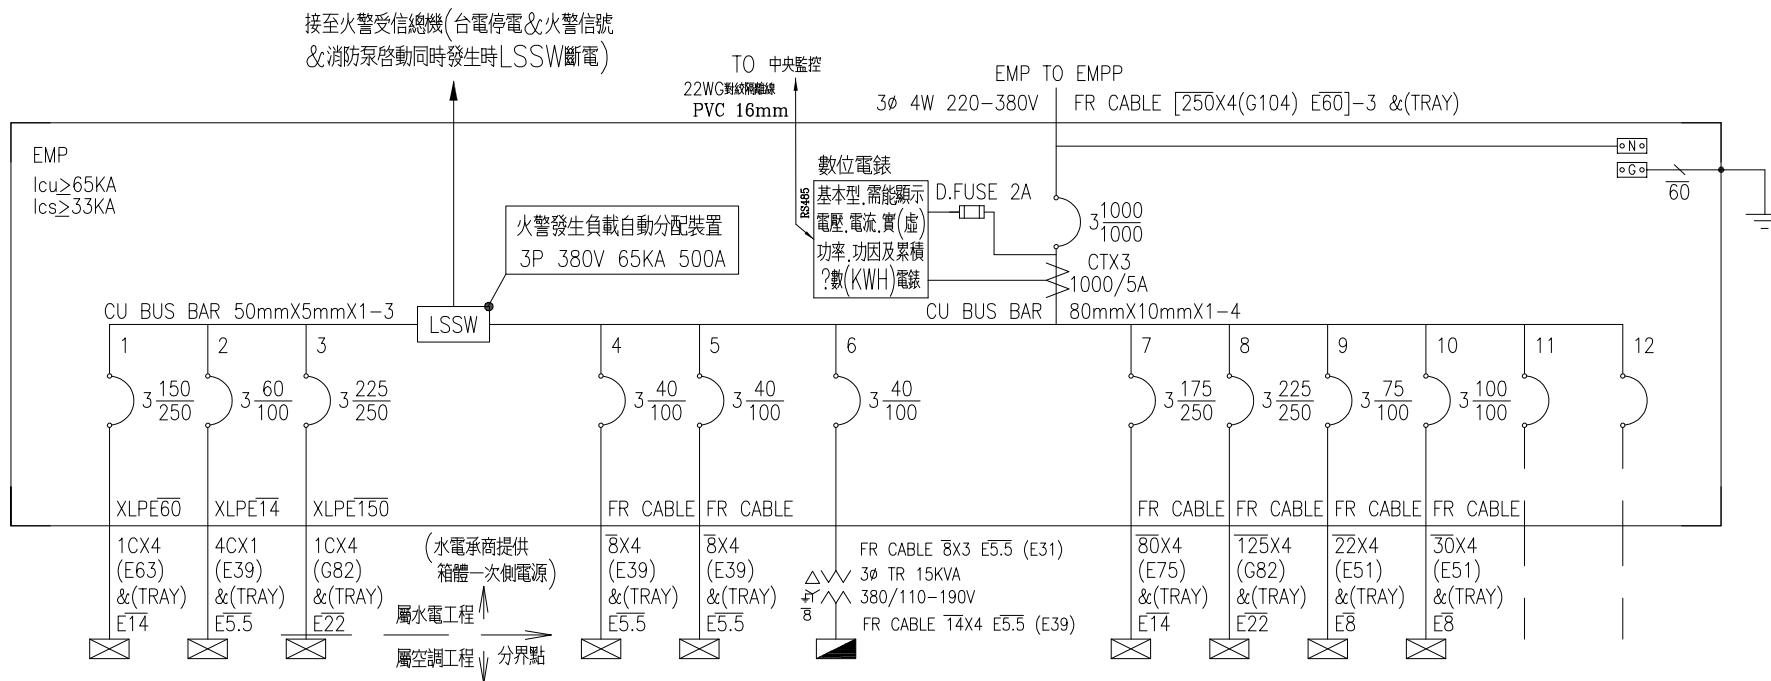 接至火警受信總機(台電停電&火警信號
&消防泵啓動同時發生時LSSW斷電)
TO 中央監控
22WG對絞隔離線
PVC 16mm
EMP TO EMPP
3ø 4W 220-380V
FR CABLE [250X4(G104) E60]-3 &(TRAY)
EMP
Icu≥65KA
Ics≥33KA
N
G
60
數位電錶
RS485
基本型.需能顯示
電壓.電流.實(虛)
功率.功因及累積
?數(KWH)電錶
D.FUSE 2A
3 1000
1000
CTX3
1000/5A
火警發生負載自動分配裝置
3P 380V 65KA 500A
CU BUS BAR 50mmX5mmX1-3
LSSW
CU BUS BAR 80mmX10mmX1-4
1
2
3
4
5
6
7
8
9
10
11
12
3 150
250
3 60
100
3 225
250
3 40
100
3 40
100
3 40
100
3 175
250
3 225
250
3 75
100
3 100
100
XLPE60
1CX4
(E63)
&(TRAY)
E14
XLPE14
4CX1
(E39)
&(TRAY)
E5.5
XLPE150
1CX4
(G82)
&(TRAY)
E22
(水電承商提供
箱體一次側電源)
屬水電工程
屬空調工程
分界點
FR CABLE
8X4
(E39)
&(TRAY)
E5.5
FR CABLE
8X4
(E39)
&(TRAY)
E5.5
FR CABLE 8X3 E5.5 (E31)
3ø TR 15KVA
380/110-190V
FR CABLE 14X4 E5.5 (E39)
8
FR CABLE
80X4
(E75)
&(TRAY)
E14
FR CABLE
125X4
(G82)
&(TRAY)
E22
FR CABLE
22X4
(E51)
&(TRAY)
E8
FR CABLE
30X4
(E51)
&(TRAY)
E8